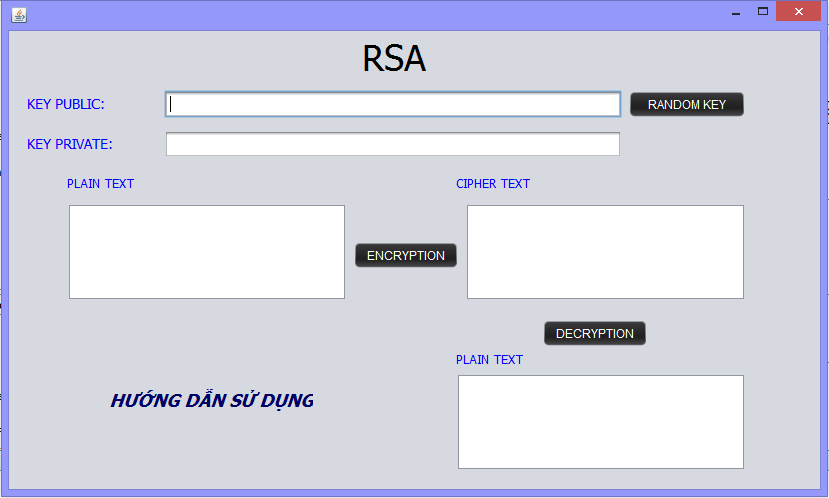 RSA
KEY PUBLIC:
RANDOM KEY
KEY PRIVATE:
PLAIN TEXT
CIPHER TEXT
ENCRYPTION
DECRYPTION
PLAIN TEXT
HƯỚNG DẪN SỬ DỤNG